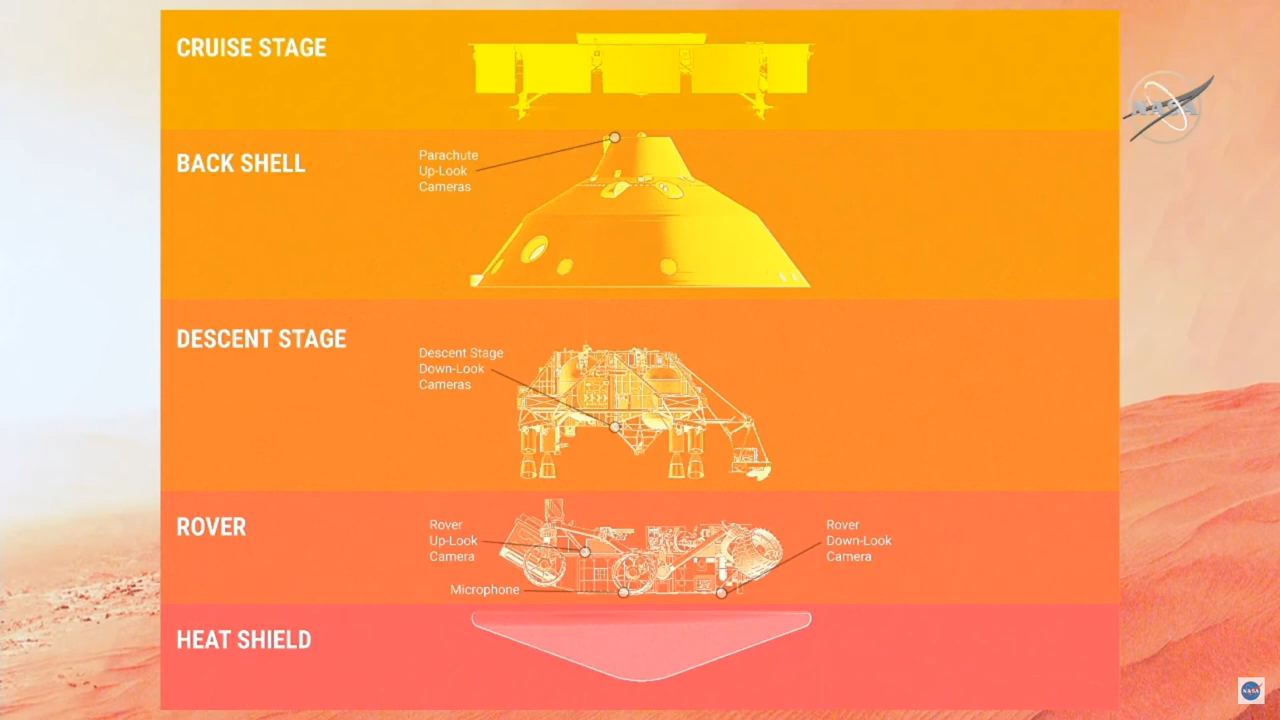 CRUISE STAGE
BACK SHELL
Parachute
Up-Look
Cameras
DESCENT STAGE
Descent Stage
Down-Look
Cameras
ROVER
Rover
Up-Look
Camera
Microphone
Rover
Down-Look
Camera
HEAT SHIELD
NASA
NASA